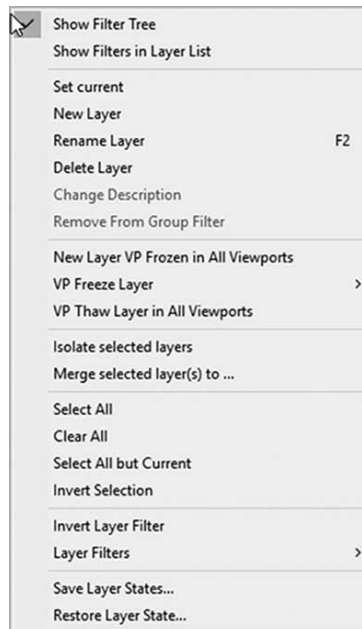 Show Filter Tree
Show Filters in Layer List
Set current
New Layer
Rename Layer F2
Delete Layer
Change Description
Remove From Group Filter
New Layer VP Frozen in All Viewports
VP Freeze Layer
VP Thaw Layer in All Viewports
Isolate selected layers
Merge selected layer(s) to ...
Select All
Clear All
Select All but Current
Invert Selection
Invert Layer Filter
Layer Filters
Save Layer States...
Restore Layer State...